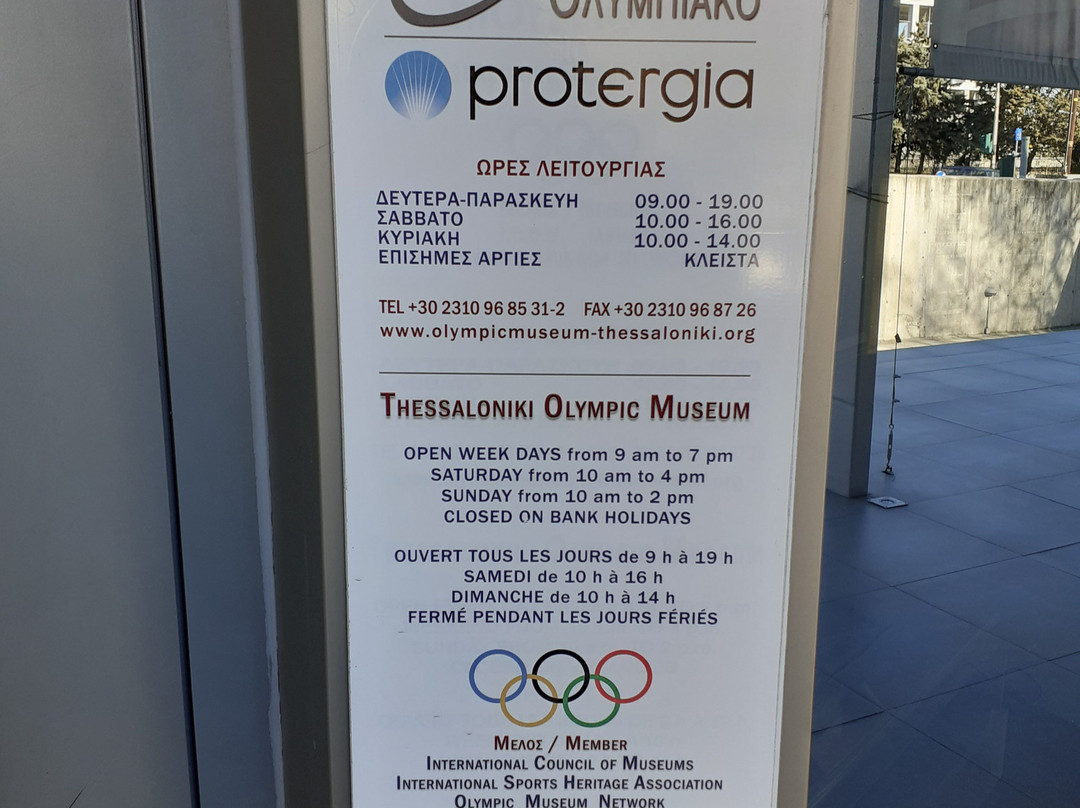 ΟΛΥΜΠΙΑΚΟ
protergia
ΩΡΕΣ ΛΕΙΤΟΥΡΓΙΑΣ
ΔΕΥΤΕΡΑ-ΠΑΡΑΣΚΕΥΗ 09.00 - 19.00
ΣΑΒΒΑΤΟ 10.00 - 16.00
ΚΥΡΙΑΚΗ 10.00 - 14.00
ΕΠΙΣΗΜΕΣ ΑΡΓΙΕΣ ΚΛΕΙΣΤΑ
TEL +30 2310 96 85 31-2 FAX +30 2310 96 87 26
www.olympicmuseum-thessaloniki.org
THESSALONIKI OLYMPIC MUSEUM
OPEN WEEK DAYS from 9 am to 7 pm
SATURDAY from 10 am to 4 pm
SUNDAY from 10 am to 2 pm
CLOSED ON BANK HOLIDAYS
OUVERT TOUS LES JOURS de 9 h à 19 h
SAMEDI de 10 h à 16 h
DIMANCHE de 10 h à 14 h
FERMÉ PENDANT LES JOURS FÉRIÉS
ΜΕΛΟΣ / MEMBER
INTERNATIONAL COUNCIL OF MUSEUMS
INTERNATIONAL SPORTS HERITAGE ASSOCIATION
OLYMPIC MUSEUM NETWORK